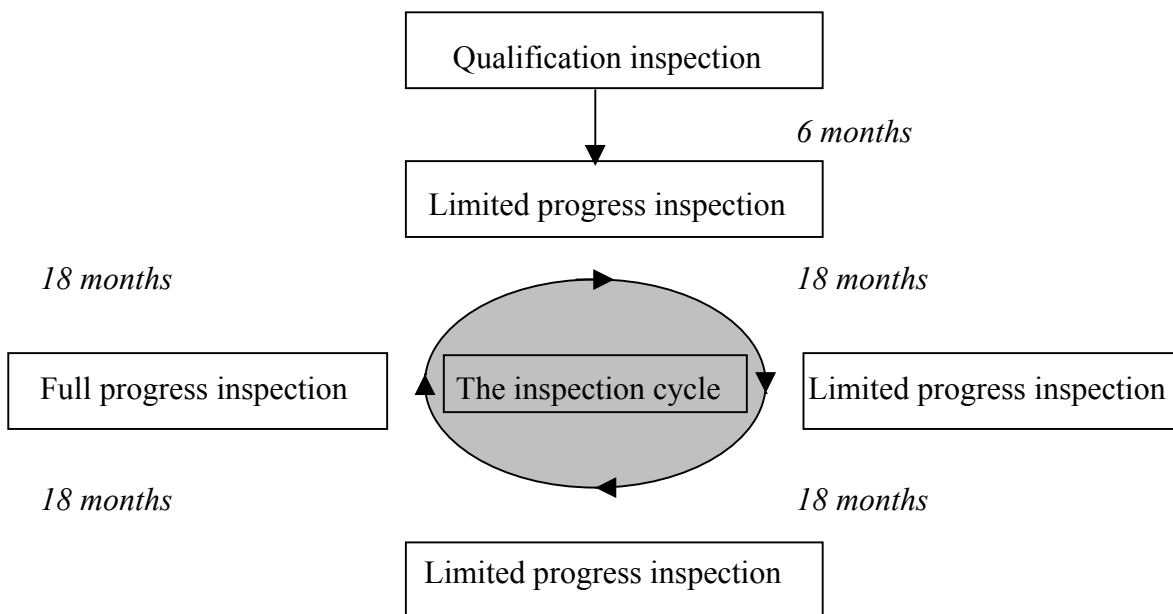 Qualification inspection
6 months
Limited progress inspection
18 months
18 months
Full progress inspection
The inspection cycle
Limited progress inspection
18 months
18 months
Limited progress inspection